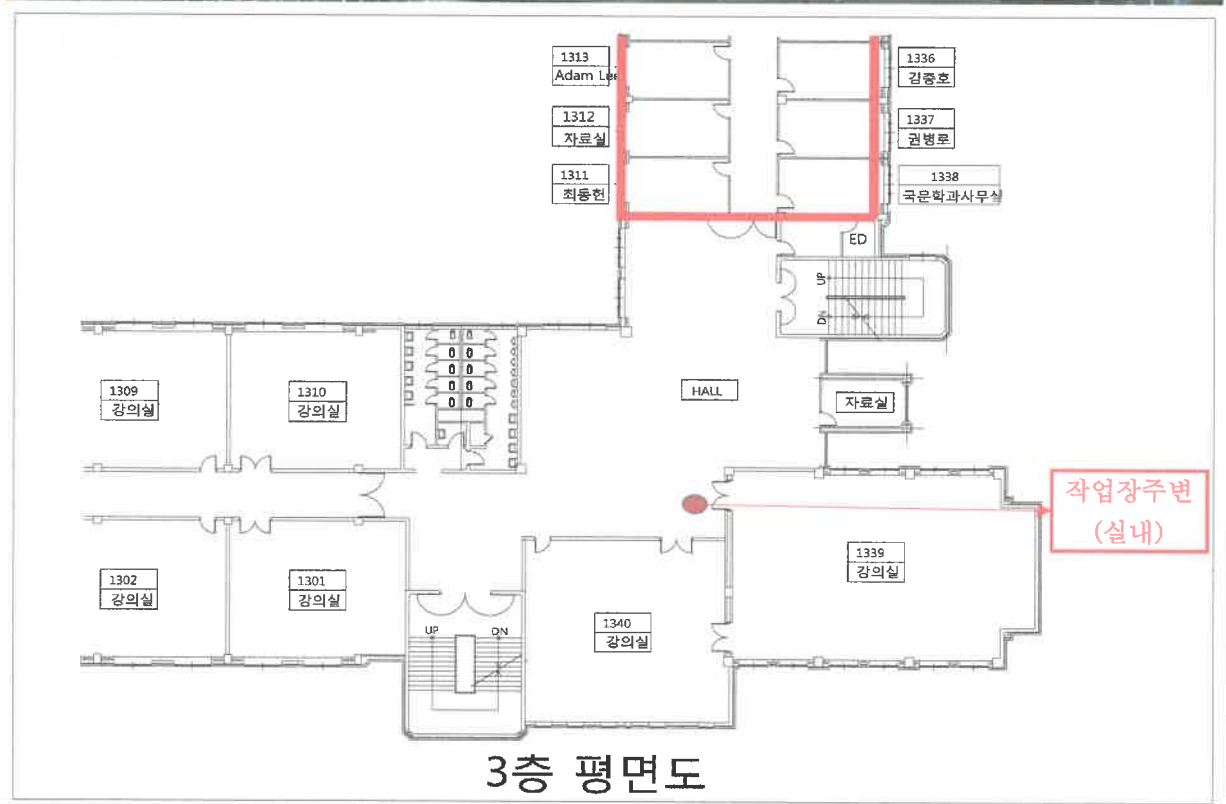 1313
Adam Lee
1336
김종호
1312
자료실
1337
권병로
1311
최동헌
1338
국문학과사무실
ED
UP
DN
1309
강의실
1310
강의실
HALL
자료실
작업장주변
(실내)
1302
강의실
1301
강의실
1339
강의실
1340
강의실
UP
DN
3층 평면도